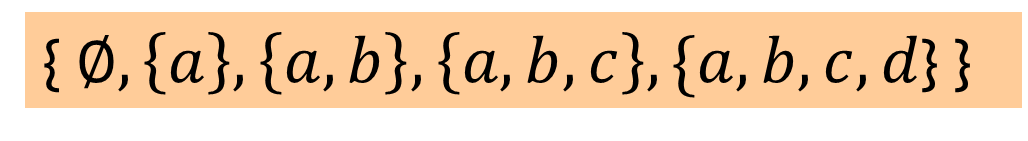 { ∅, {a}, {a, b}, {a, b, c}, {a, b, c, d} }